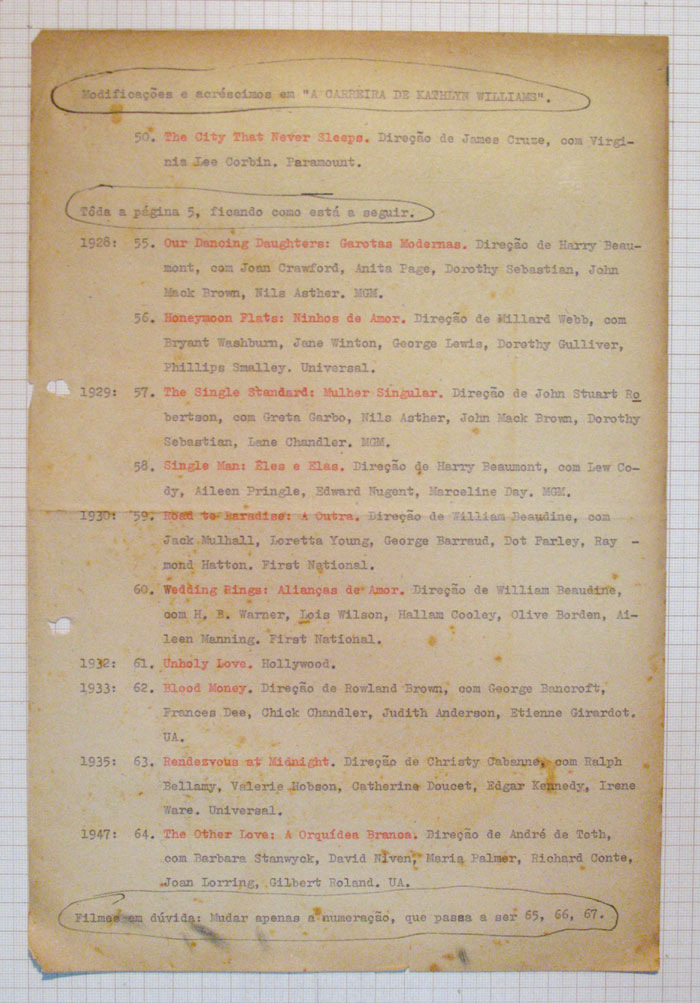 Modificações e acréscimos em "A CARREIRA DE KATHLYN WILLIAMS".
50. The City That Never Sleeps. Direção de James Cruze, com Virgi-
nia Lee Corbin. Paramount.
Tôda a página 5, ficando como está a seguir.
1928: 55. Our Dancing Daughters: Garotas Modernas. Direção de Harry Beau-
mont, com Joan Crawford, Anita Page, Dorothy Sebastian, John
Mack Brown, Nils Asther. MGM.
56. Honeymoon Flats: Ninhos de Amor. Direção de Millard Webb, com
Bryant Washburn, Jane Winton, George Lewis, Dorothy Gulliver,
Phillips Smalley. Universal.
1929: 57. The Single Standard: Mulher Singular. Direção de John Stuart Ro
bertson, com Greta Garbo, Nils Asther, John Mack Brown, Dorothy
Sebastian, Lane Chandler. MGM.
58. Single Man: Êles e Elas. Direção de Harry Beaumont, com Lew Co-
dy, Aileen Pringle, Edward Nugent, Marceline Day. MGM.
1930: 59. Road to Paradise: A Outra. Direção de William Beaudine, com
Jack Mulhall, Loretta Young, George Barraud, Dot Farley, Ray -
mond Hatton. First National.
60. Wedding Rings: Alianças de Amor. Direção de William Beaudine,
com H. B. Warner, Lois Wilson, Hallam Cooley, Olive Borden, Ai-
leen Manning. First National.
1932: 61. Unholy Love. Hollywood.
1933: 62. Blood Money. Direção de Rowland Brown, com George Bancroft,
Frances Dee, Chick Chandler, Judith Anderson, Etienne Girardot.
UA.
1935: 63. Rendezvous at Midnight. Direção de Christy Cabanne, com Ralph
Bellamy, Valerie Hobson, Catherine Doucet, Edgar Kennedy, Irene
Ware. Universal.
1947: 64. The Other Love: A Orquídea Branca. Direção de André de Toth,
com Barbara Stanwyck, David Niven, Maria Palmer, Richard Conte,
Joan Lorring, Gilbert Roland. UA.
Filmes em dúvida: Mudar apenas a numeração, que passa a ser 65, 66, 67.